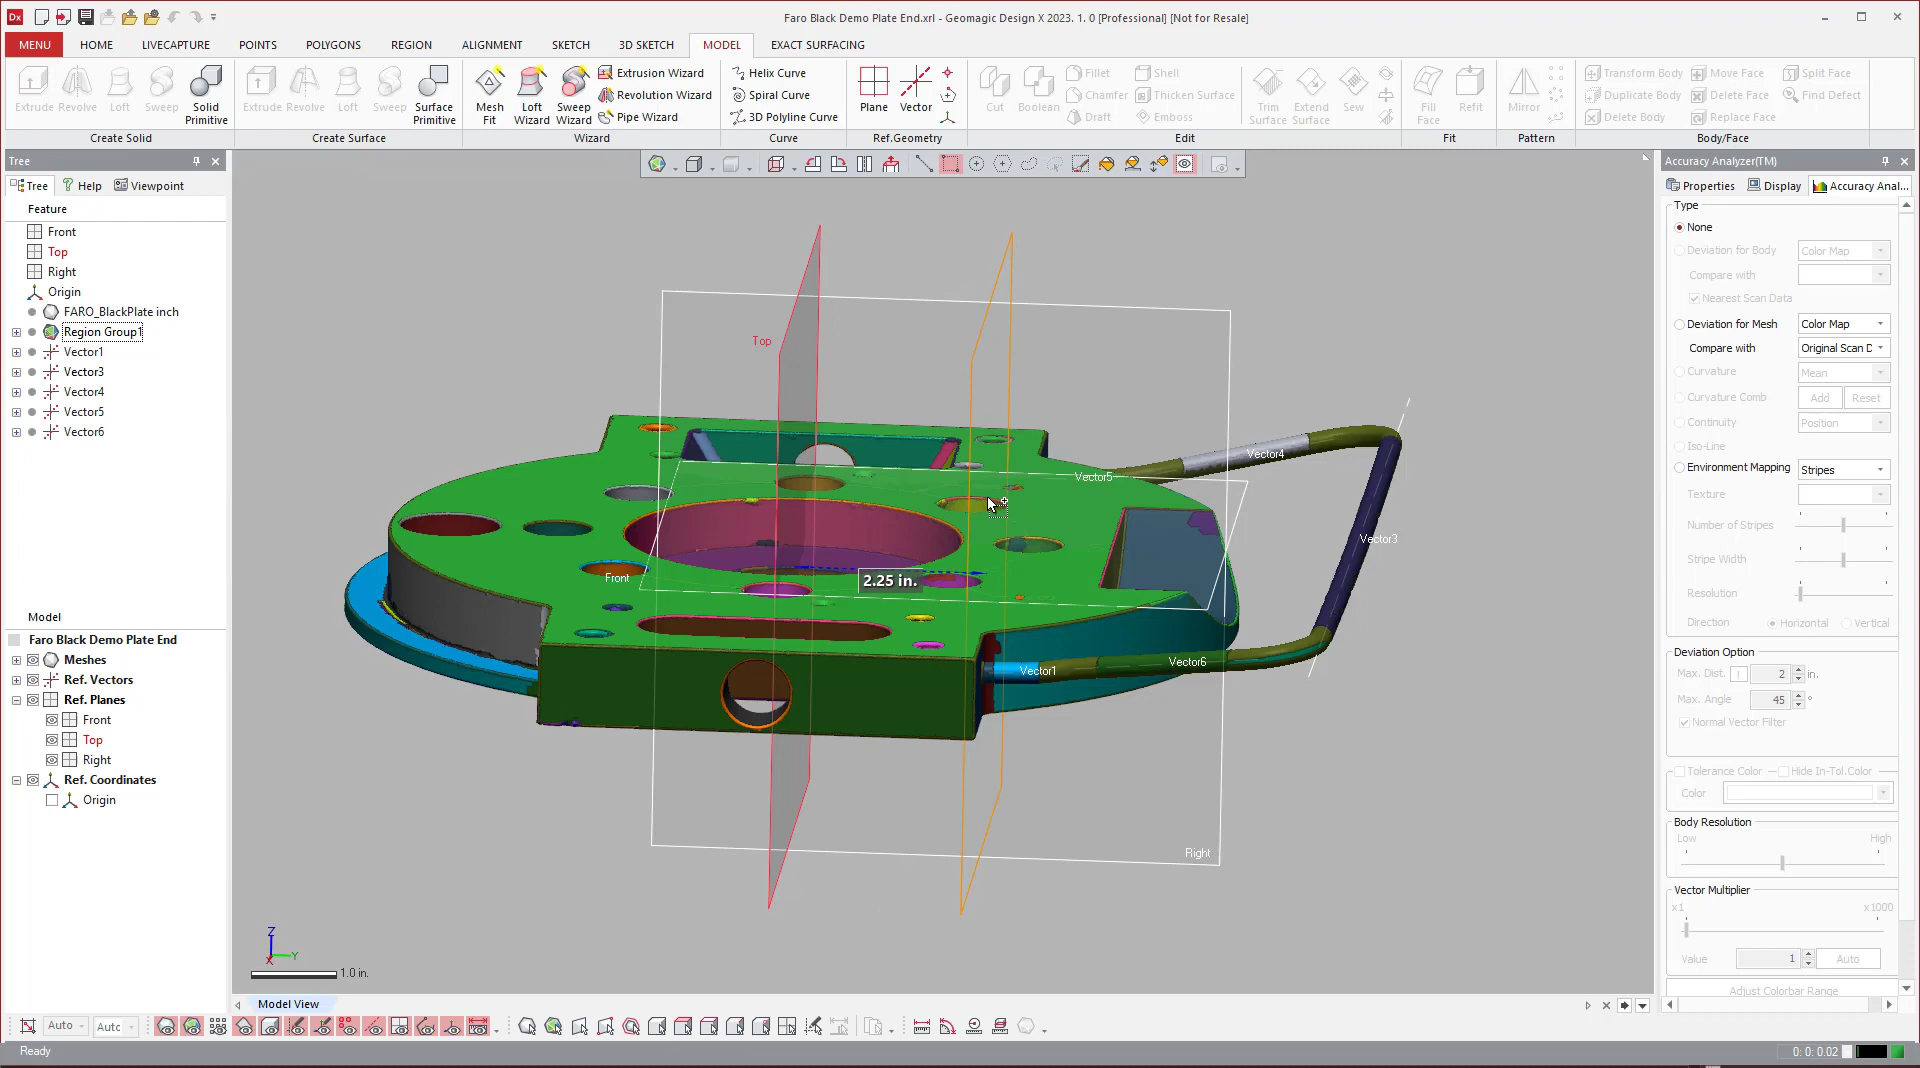 Dx
Faro Black Demo Plate End.xrl - Geomagic Design X 2023. 1. 0 [Professional] [Not for Resale]
MENU HOME LIVECAPTURE POINTS POLYGONS REGION ALIGNMENT SKETCH 3D SKETCH MODEL EXACT SURFACING
Extrude Revolve Loft Sweep Solid Primitive
Create Solid
Extrude Revolve Loft Sweep Surface Primitive
Create Surface
Mesh Fit Loft Wizard Sweep Wizard
Extrusion Wizard
Revolution Wizard
Pipe Wizard
Wizard
Helix Curve
Spiral Curve
3D Polyline Curve
Curve
Plane Vector
Ref.Geometry
Cut Boolean
Fillet
Chamfer
Draft
Shell
Thicken Surface
Emboss
Trim Surface Extend Surface Sew
Edit
Fill Face Refit
Fit
Mirror
Pattern
Transform Body
Duplicate Body
Delete Body
Move Face
Delete Face
Replace Face
Split Face
Find Defect
Body/Face
Tree
Tree Help Viewpoint
Feature
Front
Top
Right
Origin
FARO_BlackPlate inch
Region Group1
Vector1
Vector3
Vector4
Vector5
Vector6
Model
Faro Black Demo Plate End
Meshes
Ref. Vectors
Ref. Planes
Front
Top
Right
Ref. Coordinates
Origin
Top
Vector4
Vector5
Vector3
Front
2.25 in.
Vector6
Vector1
Right
Z
Y
X
1.0 in.
Model View
Accuracy Analyzer(TM)
Properties Display Accuracy Anal...
Type
None
Deviation for Body Color Map
Compare with
Nearest Scan Data
Deviation for Mesh Color Map
Compare with Original Scan D
Curvature Mean
Curvature Comb Add Reset
Continuity Position
Iso-Line
Environment Mapping Stripes
Texture
Number of Stripes
Stripe Width
Resolution
Direction Horizontal Vertical
Deviation Option
Max. Dist. 2 in.
Max. Angle 45 °
Normal Vector Filter
Tolerance Color Hide In-Tol.Color
Color
Body Resolution
Low High
Vector Multiplier
x1 x1000
Value 1 Auto
Adjust Colorbar Range
Auto Auto
Ready
0: 0: 0.02